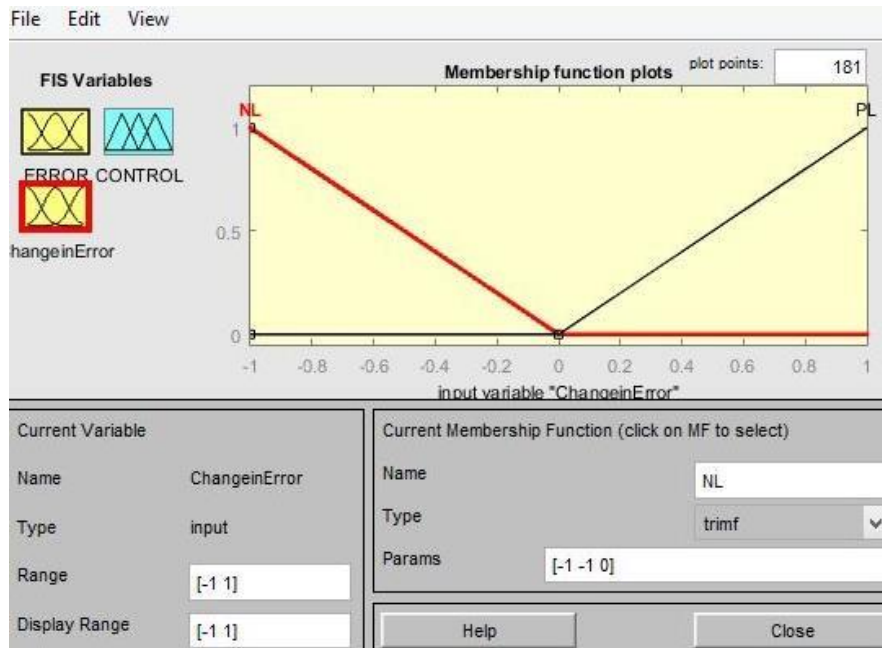 File Edit View
FIS Variables
Membership function plots
plot points:
181
ERROR CONTROL
hangeinError
NL
PL
1
0.5
0
-1 -0.8 -0.6 -0.4 -0.2 0 0.2 0.4 0.6 0.8 1
input variable "ChangeinError"
Current Variable
Name ChangeinError
Type input
Range [-1 1]
Display Range [-1 1]
Current Membership Function (click on MF to select)
Name NL
Type trimf
Params [-1 -1 0]
Help Close